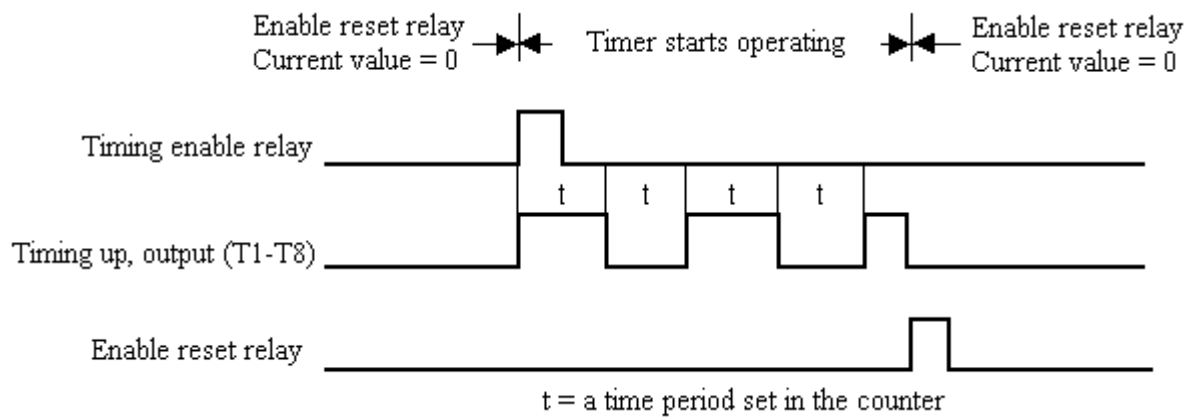 Enable reset relay
Current value = 0
Timer starts operating
Enable reset relay
Current value = 0
Timing enable relay
t
t
t
t
Timing up, output (T1-T8)
Enable reset relay
t = a time period set in the counter